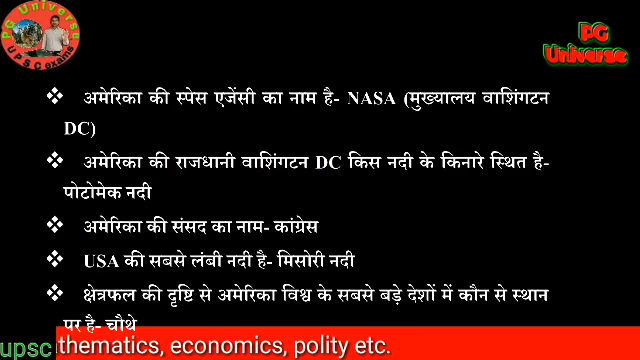 PG Universe
UPSC exams
PG
Universe
❖ अमेरिका की स्पेस एजेंसी का नाम है- NASA (मुख्यालय वाशिंगटन
DC)
❖ अमेरिका की राजधानी वाशिंगटन DC किस नदी के किनारे स्थित है-
पोटोमेक नदी
❖ अमेरिका की संसद का नाम- कांग्रेस
❖ USA की सबसे लंबी नदी है- मिसोरी नदी
❖ क्षेत्रफल की दृष्टि से अमेरिका विश्व के सबसे बड़े देशों में कौन से स्थान
पर है- चौथे
upsc thematics, economics, polity etc.